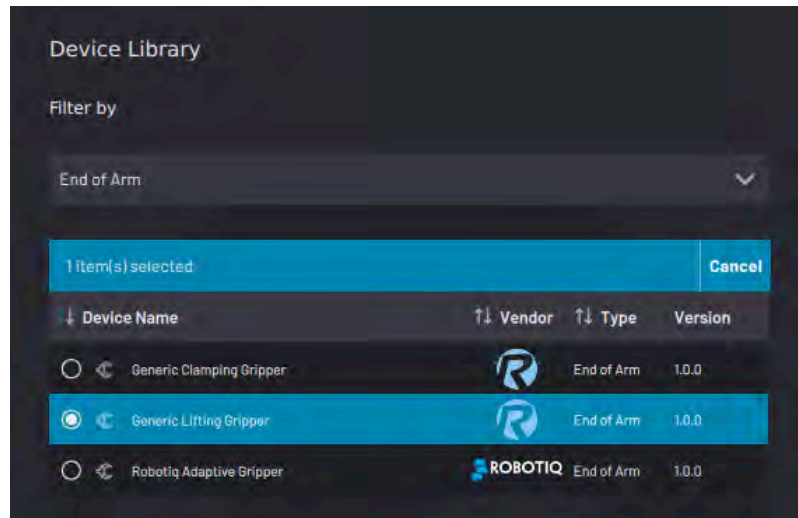 Device Library
Filter by
End of Arm
1 item(s) selected Cancel
Device Name Vendor Type Version
Generic Clamping Gripper R End of Arm 1.0.0
Generic Lifting Gripper R End of Arm 1.0.0
Robotiq Adaptive Gripper ROBOTIQ End of Arm 1.0.0